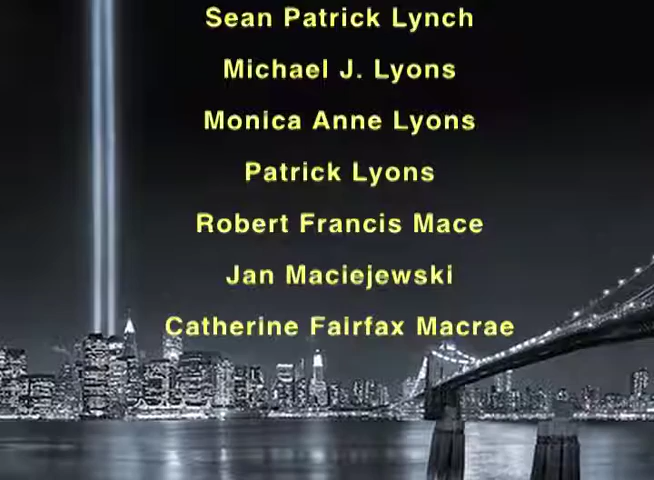 Sean Patrick Lynch
Michael J. Lyons
Monica Anne Lyons
Patrick Lyons
Robert Francis Mace
Jan Maciejewski
Catherine Fairfax Macrae